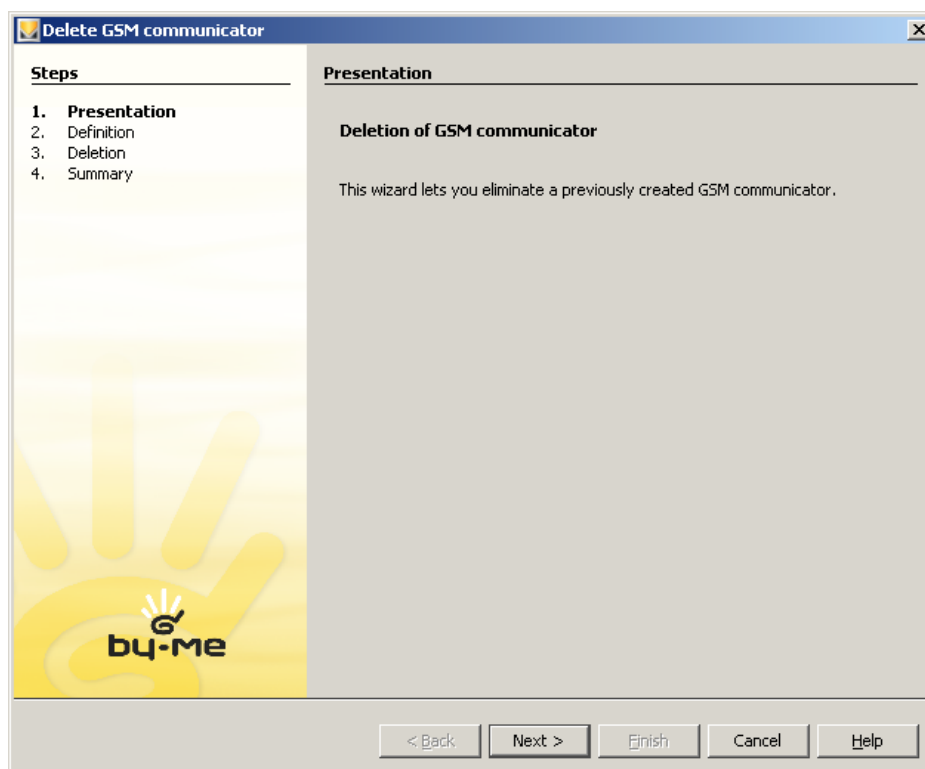 Delete GSM communicator
Steps
1. Presentation
2. Definition
3. Deletion
4. Summary
Presentation
Deletion of GSM communicator
This wizard lets you eliminate a previously created GSM communicator.
by-me
< Back Next > Finish Cancel Help